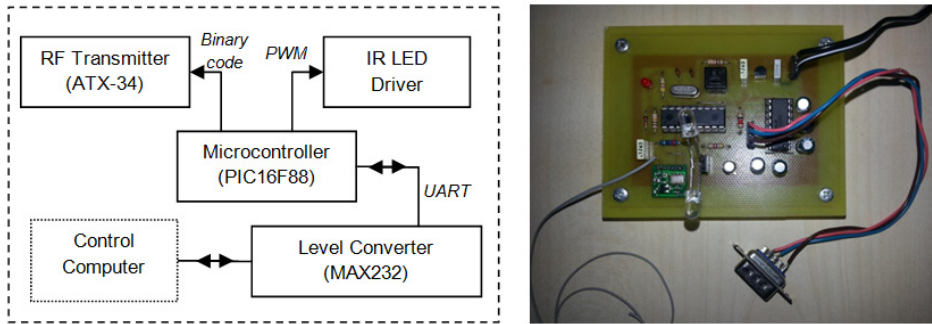 RF Transmitter
(ATX-34)
Binary
code
PWM
IR LED
Driver
Microcontroller
(PIC16F88)
UART
Control
Computer
Level Converter
(MAX232)